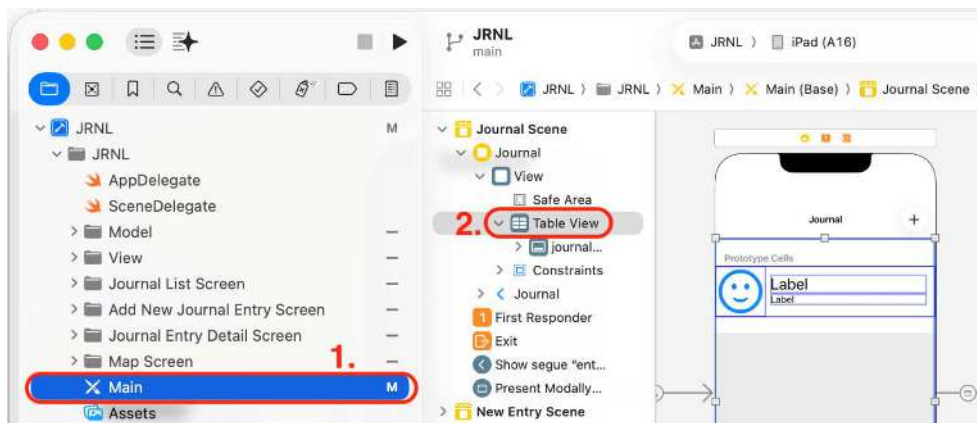 JRNL
main
JRNL
iPad (A16)
JRNL
JRNL
Main
Main (Base)
Journal Scene
JRNL
M
JRNL
AppDelegate
SceneDelegate
Model
View
Journal List Screen
Add New Journal Entry Screen
Journal Entry Detail Screen
Map Screen
1.
Main
M
Assets
Journal Scene
Journal
View
Safe Area
2.
Table View
journal...
Constraints
Journal
1
First Responder
Exit
Show segue "ent...
Present Modally...
New Entry Scene
Journal
+
Prototype Cells
Label
Label